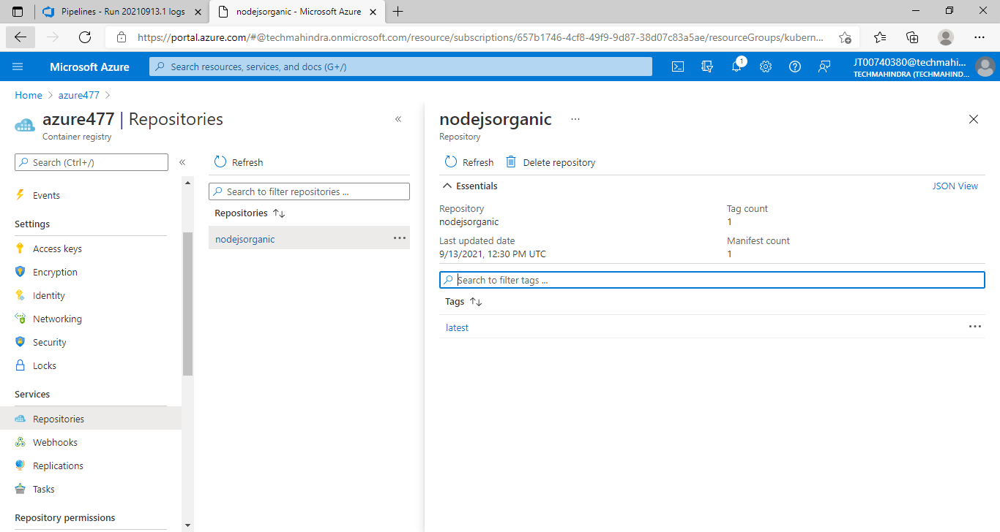 Pipelines - Run 20210913.1 logs
nodejsorganic - Microsoft Azure
https://portal.azure.com/#@techmahindra.onmicrosoft.com/resource/subscriptions/657b1746-4cf8-49f9-9d87-38d07c83a5ae/resourceGroups/kubern...
Microsoft Azure
Search resources, services, and docs (G+/)
1
JT00740380@techmahi...
TECHMAHINDRA (TECHMAHIND...
Home > azure477 >
azure477 | Repositories
Container registry
Search (Ctrl+/)
Events
Settings
Access keys
Encryption
Identity
Networking
Security
Locks
Services
Repositories
Webhooks
Replications
Tasks
Repository permissions
Refresh
Search to filter repositories ...
Repositories
nodejsorganic
nodejsorganic
Repository
Refresh
Delete repository
Essentials
JSON View
Repository
nodejsorganic
Tag count
1
Last updated date
9/13/2021, 12:30 PM UTC
Manifest count
1
Search to filter tags ...
Tags
latest